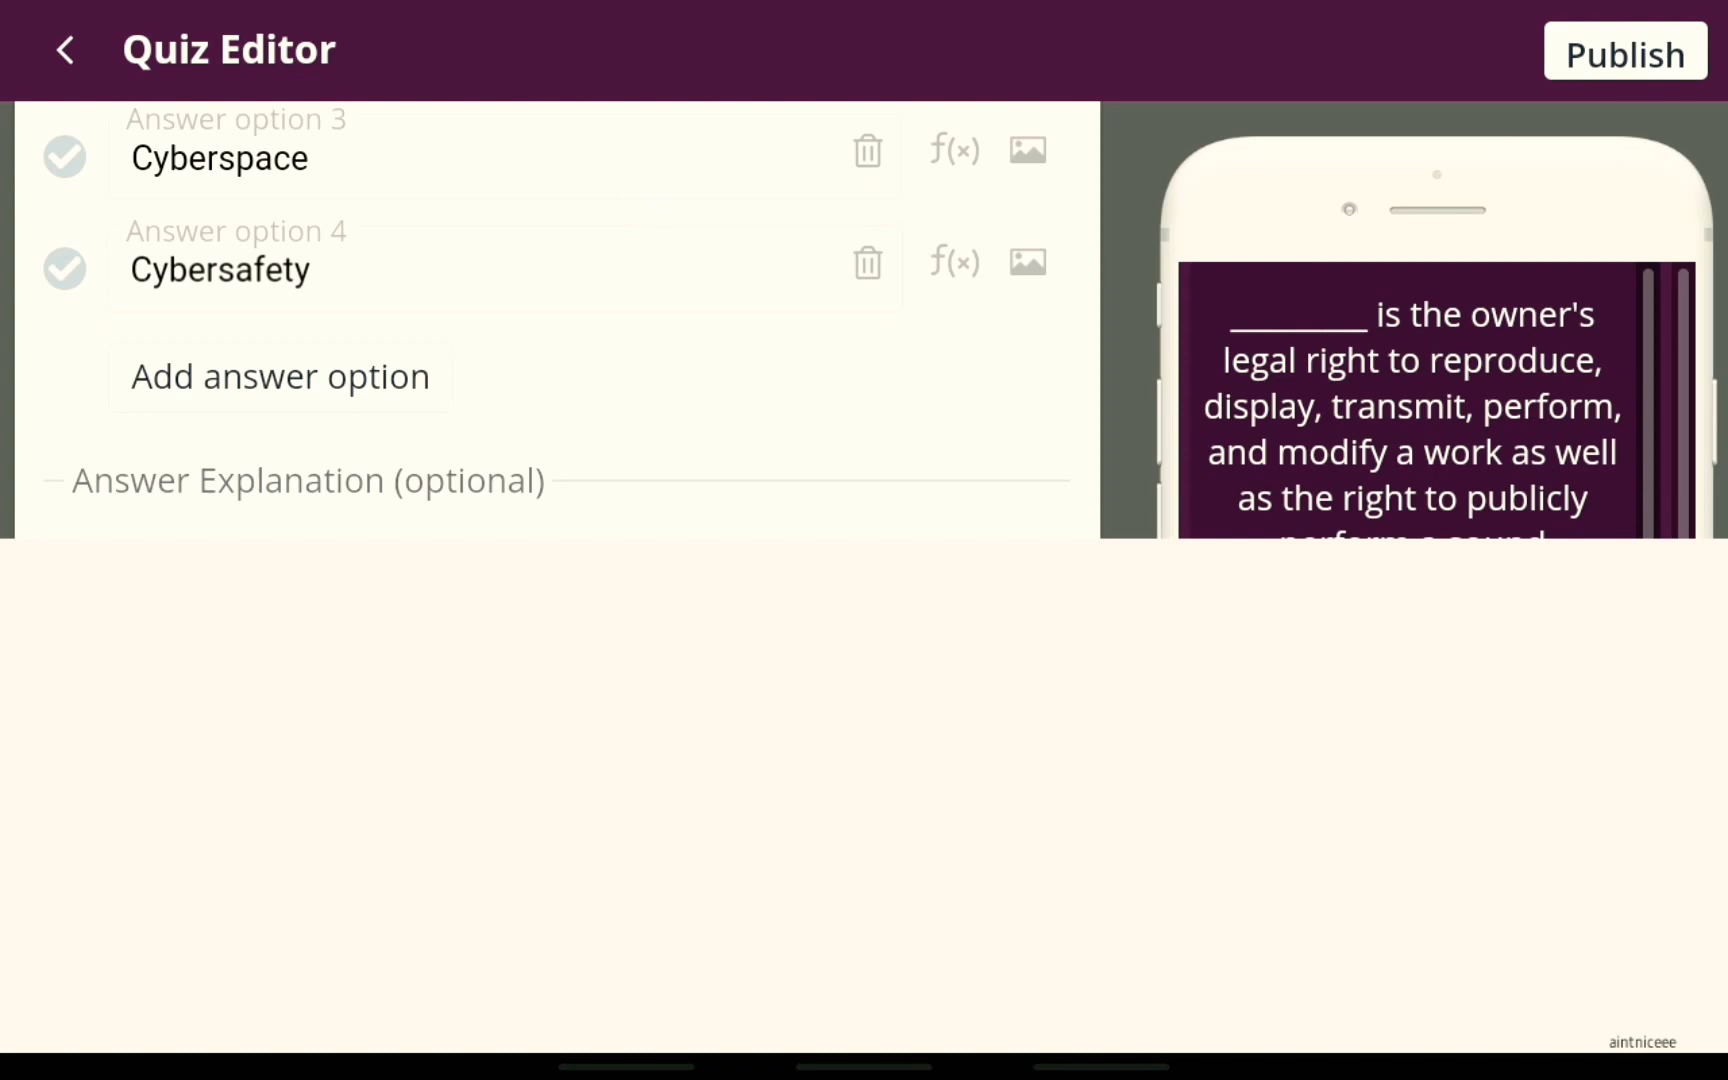 Quiz Editor
Publish
Answer option 3
Cyberspace
f(x)
Answer option 4
Cybersafety
f(x)
Add answer option
Answer Explanation (optional)
________ is the owner's
legal right to reproduce,
display, transmit, perform,
and modify a work as well
as the right to publicly
perform a sound
aintniceee